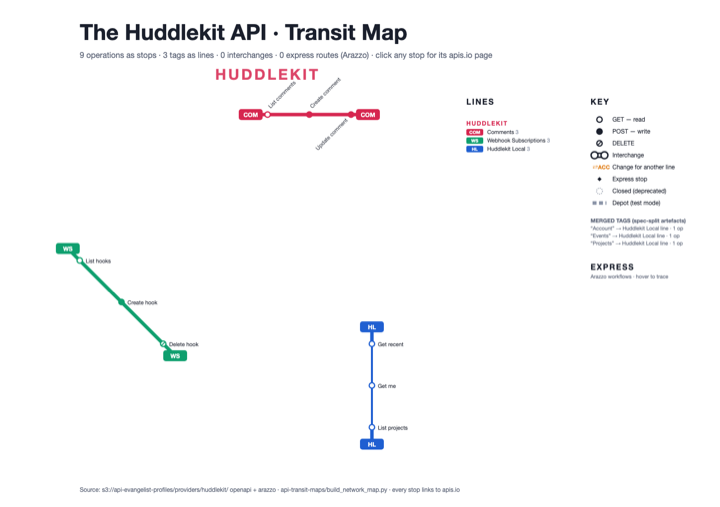 The Huddlekit API · Transit Map
9 operations as stops · 3 tags as lines · 0 interchanges · 0 express routes (Arazzo) · click any stop for its apis.io page
HUDDLEKIT
List comments
Create comment
COM
COM
Update comment
LINES
HUDDLEKIT
COM Comments 3
WS Webhook Subscriptions 3
HL Huddlekit Local 3
KEY
GET — read
POST — write
DELETE
Interchange
⇄ACC Change for another line
Express stop
Closed (deprecated)
Depot (test mode)
MERGED TAGS (spec-split artefacts)
"Account" → Huddlekit Local line · 1 op
"Events" → Huddlekit Local line · 1 op
"Projects" → Huddlekit Local line · 1 op
EXPRESS
Arazzo workflows · hover to trace
WS
List hooks
Create hook
Delete hook
WS
HL
Get recent
Get me
List projects
HL
Source: s3://api-evangelist-profiles/providers/huddlekit/ openapi + arazzo · api-transit-maps/build_network_map.py · every stop links to apis.io